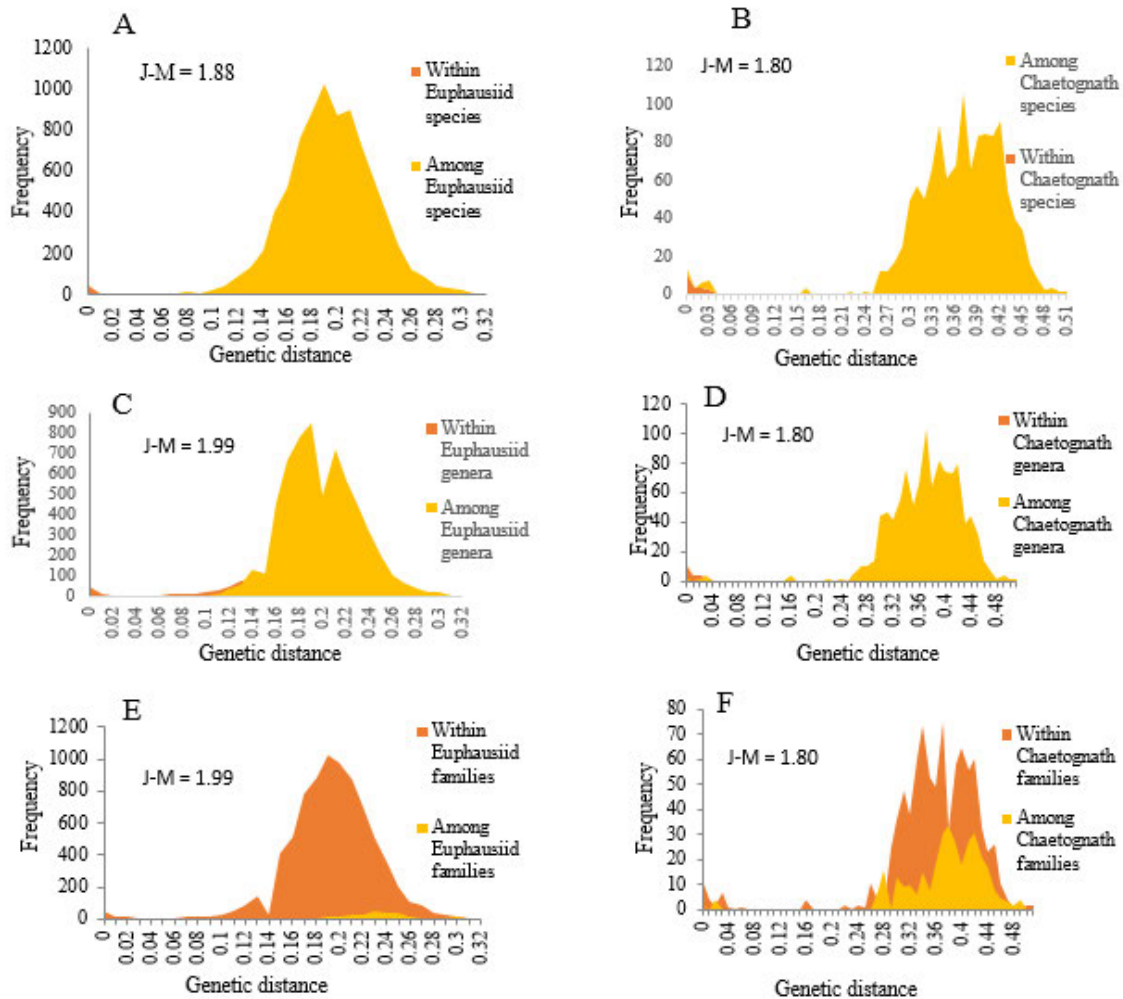 A
1200
1000
800
600
400
200
0
Frequency
J-M = 1.88
Within
Euphausiid
species
Among
Euphausiid
species
0 0.02 0.04 0.06 0.08 0.1 0.12 0.14 0.16 0.18 0.2 0.22 0.24 0.26 0.28 0.3 0.32
Genetic distance
B
120
100
80
60
40
20
0
Frequency
J-M = 1.80
Among
Chaetognath
species
Within
Chaetognath
species
0 0.03 0.06 0.09 0.12 0.15 0.18 0.21 0.24 0.27 0.3 0.33 0.36 0.39 0.42 0.45 0.48 0.51
Genetic distance
C
900
800
700
600
500
400
300
200
100
0
Frequency
J-M = 1.99
Within
Euphausiid
genera
Among
Euphausiid
genera
0 0.02 0.04 0.06 0.08 0.1 0.12 0.14 0.16 0.18 0.2 0.22 0.24 0.26 0.28 0.3 0.32
Genetic distance
D
120
100
80
60
40
20
0
Frequency
J-M = 1.80
Within
Chaetognath
genera
Among
Chaetognath
genera
0 0.04 0.08 0.12 0.16 0.2 0.24 0.28 0.32 0.36 0.4 0.44 0.48
Genetic distance
E
1200
1000
800
600
400
200
0
Frequency
J-M = 1.99
Within
Euphausiid
families
Among
Euphausiid
families
0 0.02 0.04 0.06 0.08 0.1 0.12 0.14 0.16 0.18 0.2 0.22 0.24 0.26 0.28 0.3 0.32
Genetic distance
F
80
70
60
50
40
30
20
10
0
Frequency
J-M = 1.80
Within
Chaetognath
families
Among
Chaetognath
families
0 0.04 0.08 0.12 0.16 0.2 0.24 0.28 0.32 0.36 0.4 0.44 0.48
Genetic distance